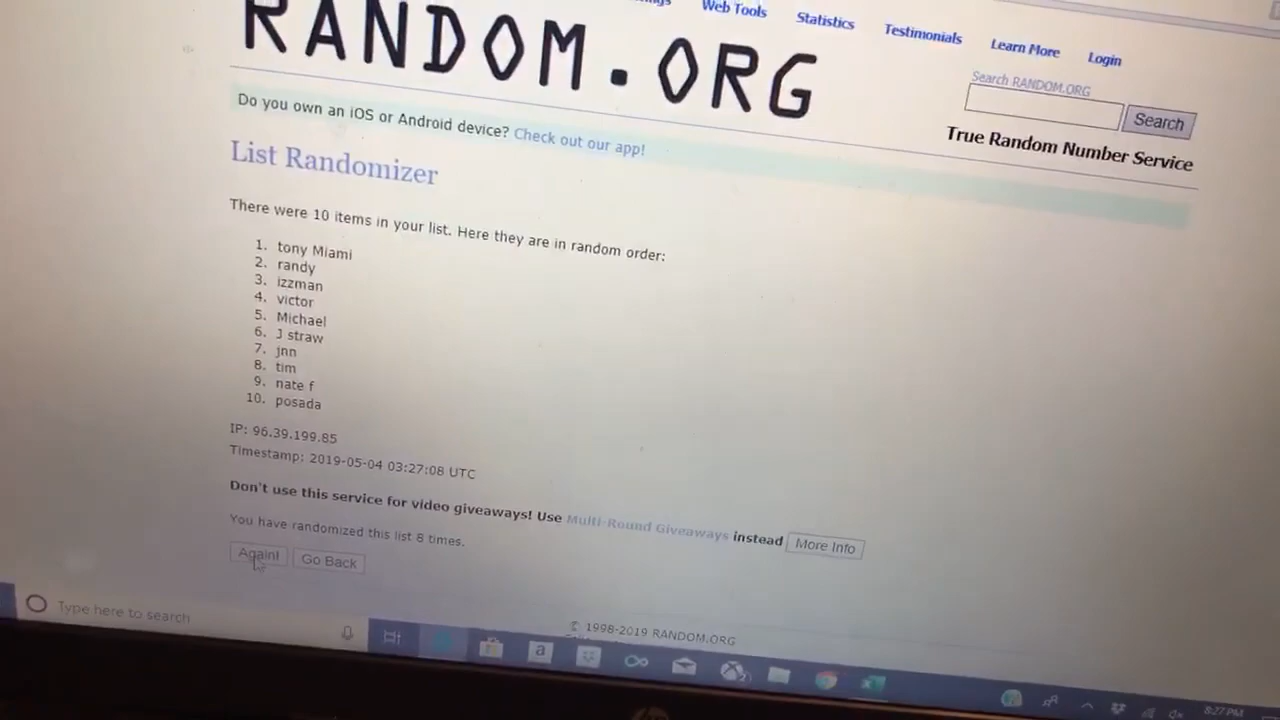 Web Tools Statistics Testimonials Learn More Login
RANDOM.ORG
Search RANDOM.ORG
Search
True Random Number Service
Do you own an iOS or Android device? Check out our app!
List Randomizer
There were 10 items in your list. Here they are in random order:
1. tony Miami
2. randy
3. izzman
4. victor
5. Michael
6. J straw
7. jnn
8. tim
9. nate f
10. posada
IP: 96.39.199.85
Timestamp: 2019-05-04 03:27:08 UTC
Don't use this service for video giveaways! Use Multi-Round Giveaways instead More Info
You have randomized this list 8 times.
Again! Go Back
© 1998-2019 RANDOM.ORG
Type here to search
a
8:27 PM
hp